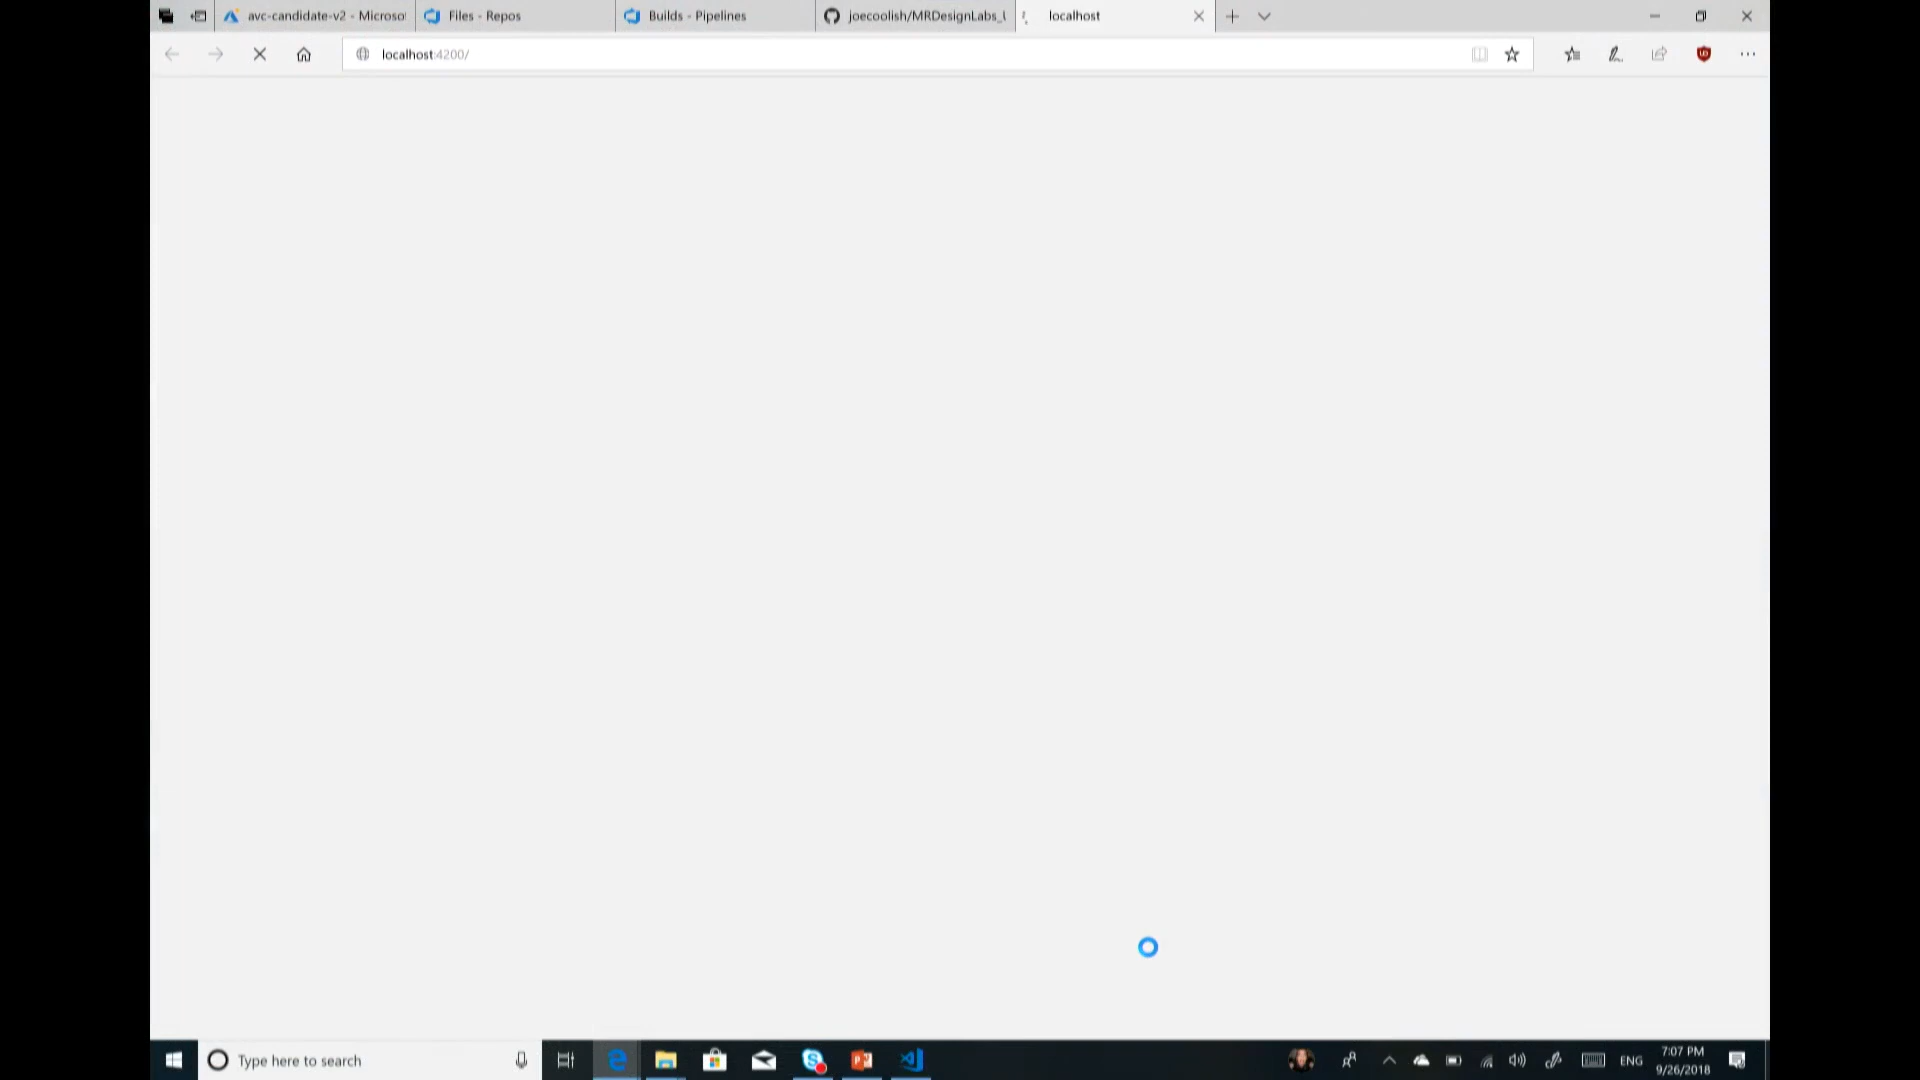 avc-candidate-v2 - Microso
Files - Repos
Builds - Pipelines
joecoolish/MRDesignLabs_
localhost
localhost:4200/
Type here to search
ENG
7:07 PM
9/26/2018